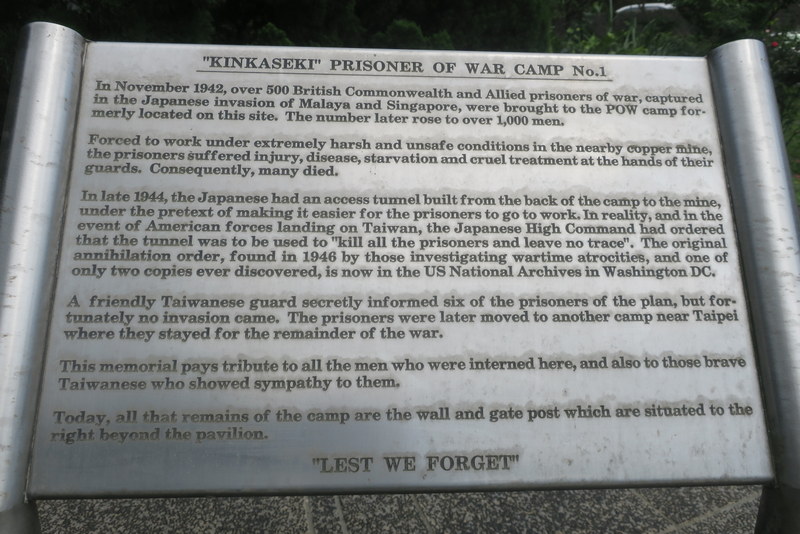 "KINKASEKI" PRISONER OF WAR CAMP No.1
In November 1942, over 500 British Commonwealth and Allied prisoners of war, captured
in the Japanese invasion of Malaya and Singapore, were brought to the POW camp for-
merly located on this site. The number later rose to over 1,000 men.
Forced to work under extremely harsh and unsafe conditions in the nearby copper mine,
the prisoners suffered injury, disease, starvation and cruel treatment at the hands of their
guards. Consequently, many died.
In late 1944, the Japanese had an access tunnel built from the back of the camp to the mine,
under the pretext of making it easier for the prisoners to go to work. In reality, and in the
event of American forces landing on Taiwan, the Japanese High Command had ordered
that the tunnel was to be used to "kill all the prisoners and leave no trace". The original
annihilation order, found in 1946 by those investigating wartime atrocities, and one of
only two copies ever discovered, is now in the US National Archives in Washington DC.
A friendly Taiwanese guard secretly informed six of the prisoners of the plan, but for-
tunately no invasion came. The prisoners were later moved to another camp near Taipei
where they stayed for the remainder of the war.
This memorial pays tribute to all the men who were interned here, and also to those brave
Taiwanese who showed sympathy to them.
Today, all that remains of the camp are the wall and gate post which are situated to the
right beyond the pavilion.
"LEST WE FORGET"